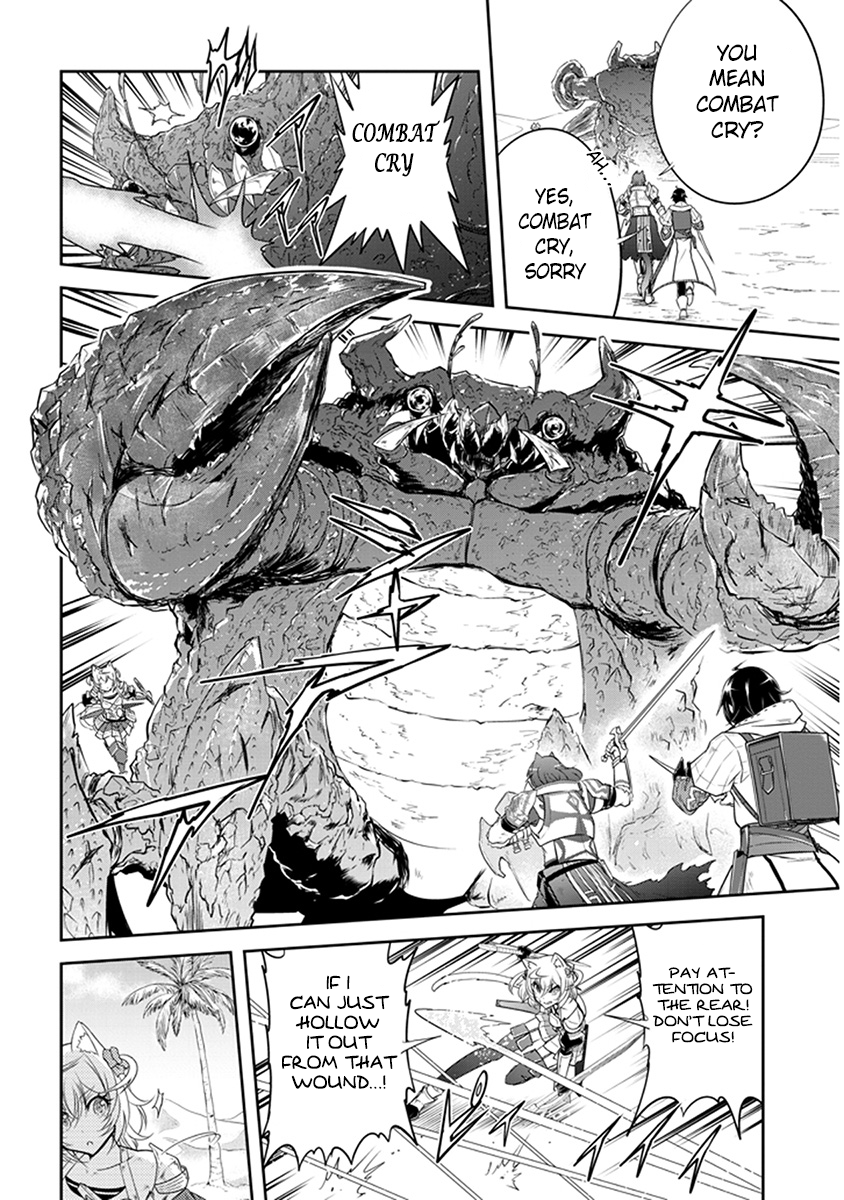 YOU
MEAN
COMBAT
CRY?
AH...
YES,
COMBAT
CRY,
SORRY
COMBAT
CRY
PAY AT-
TENTION TO
THE REAR!
DON'T LOSE
FOCUS!
IF I
CAN JUST
HOLLOW
IT OUT
FROM THAT
WOUND...!